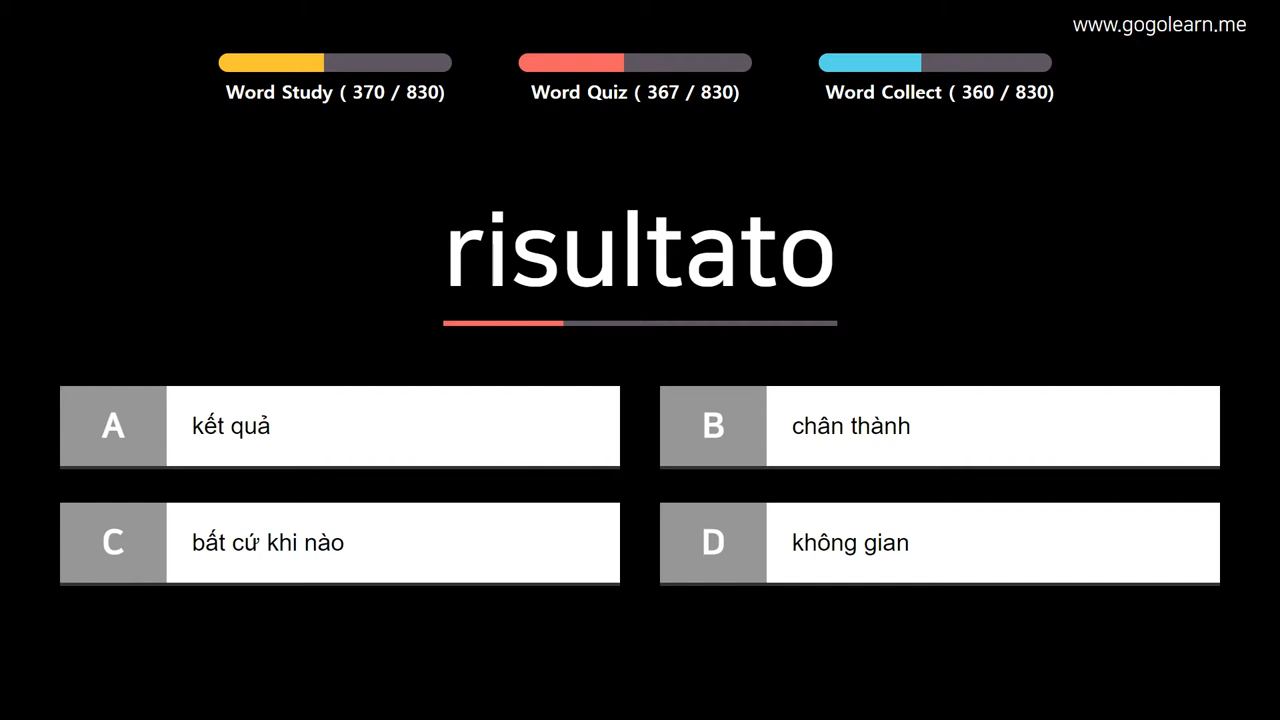 www.gogolearn.me
Word Study ( 370 / 830)
Word Quiz ( 367 / 830)
Word Collect ( 360 / 830)
risultato
A kết quả
B chân thành
C bất cứ khi nào
D không gian